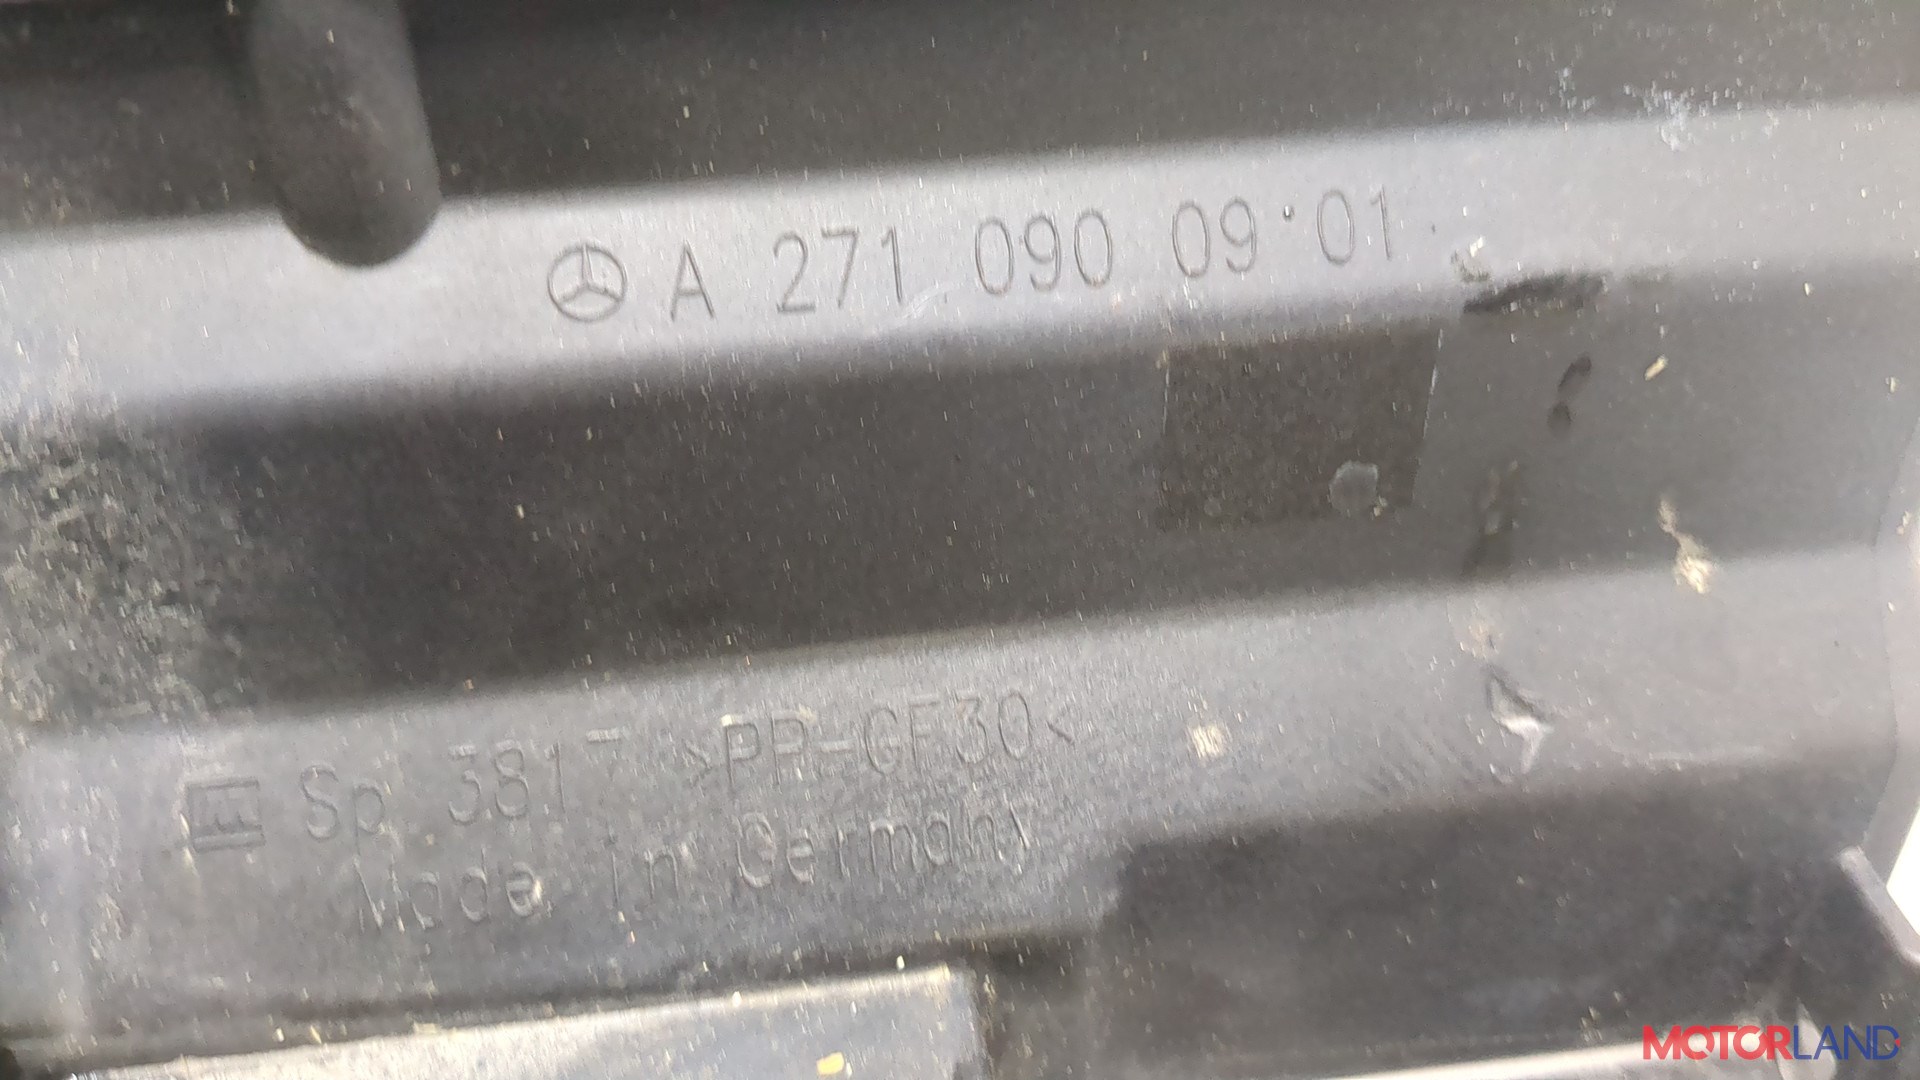 A 271 090 09 01
Sp 3817 >PP-GF30<
Made in Germany
MOTORLAND